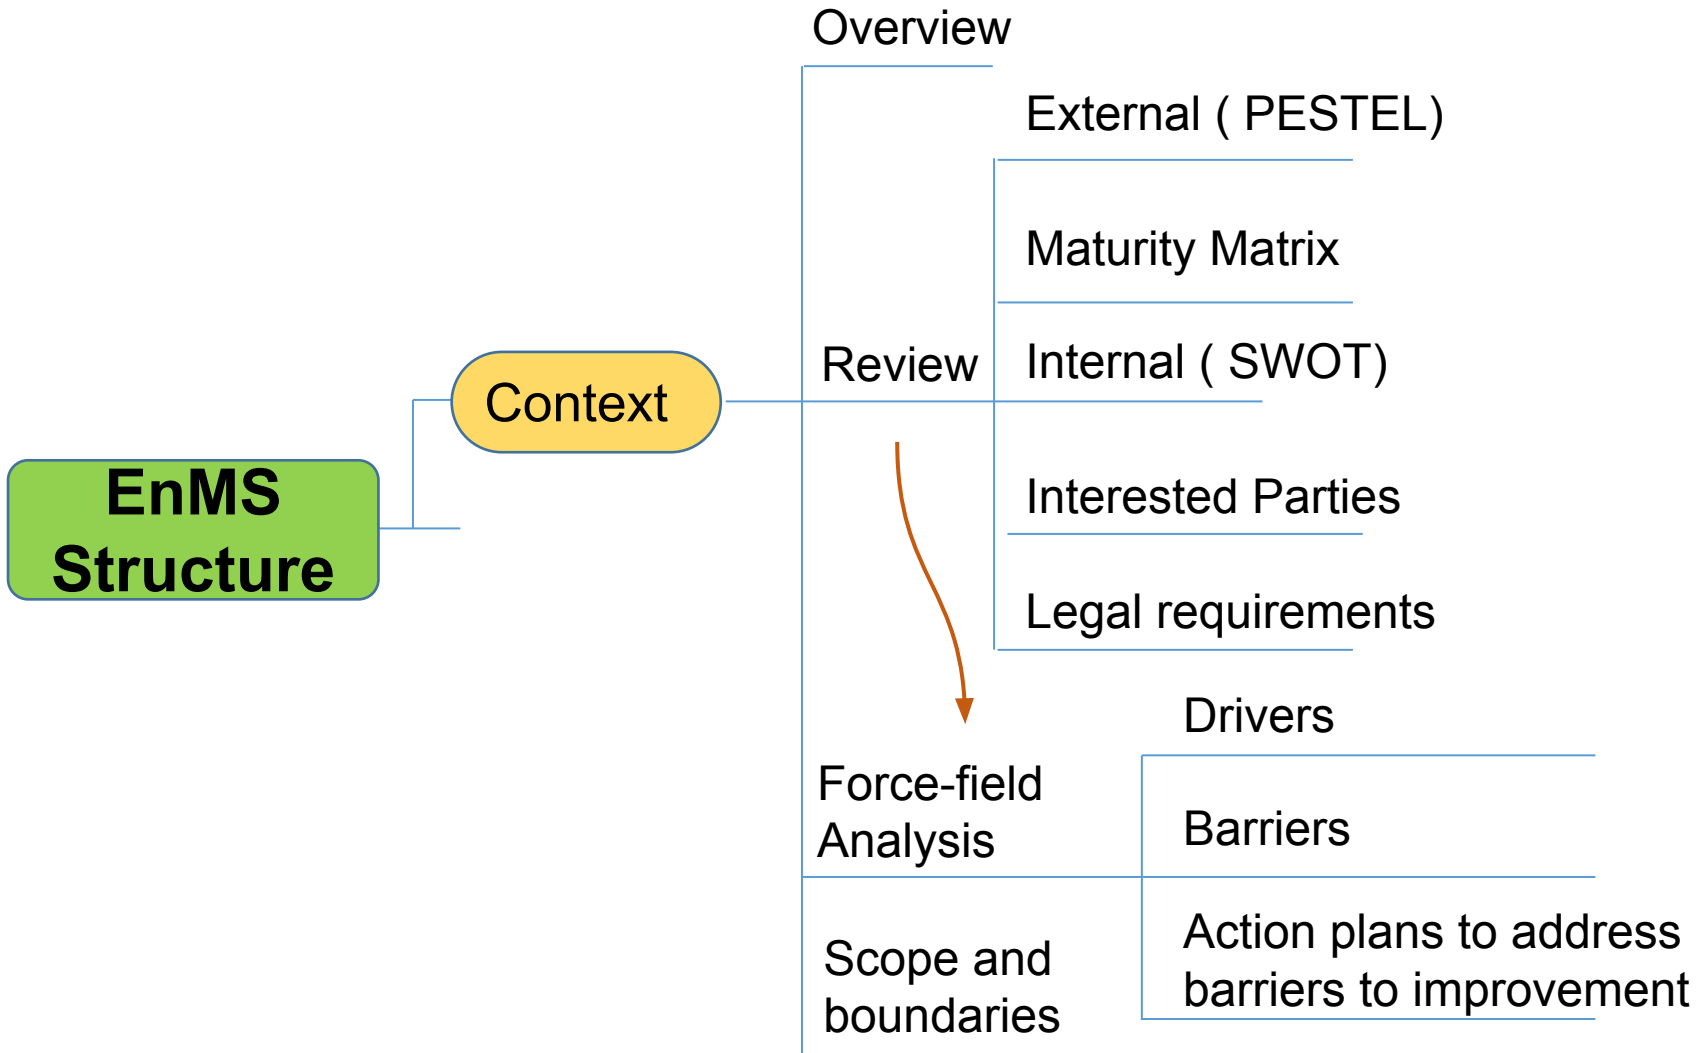 Overview
External ( PESTEL)
Maturity Matrix
Review
Internal ( SWOT)
Context
EnMS
Structure
Interested Parties
Legal requirements
Drivers
Force-field
Analysis
Barriers
Action plans to address
barriers to improvement
Scope and
boundaries